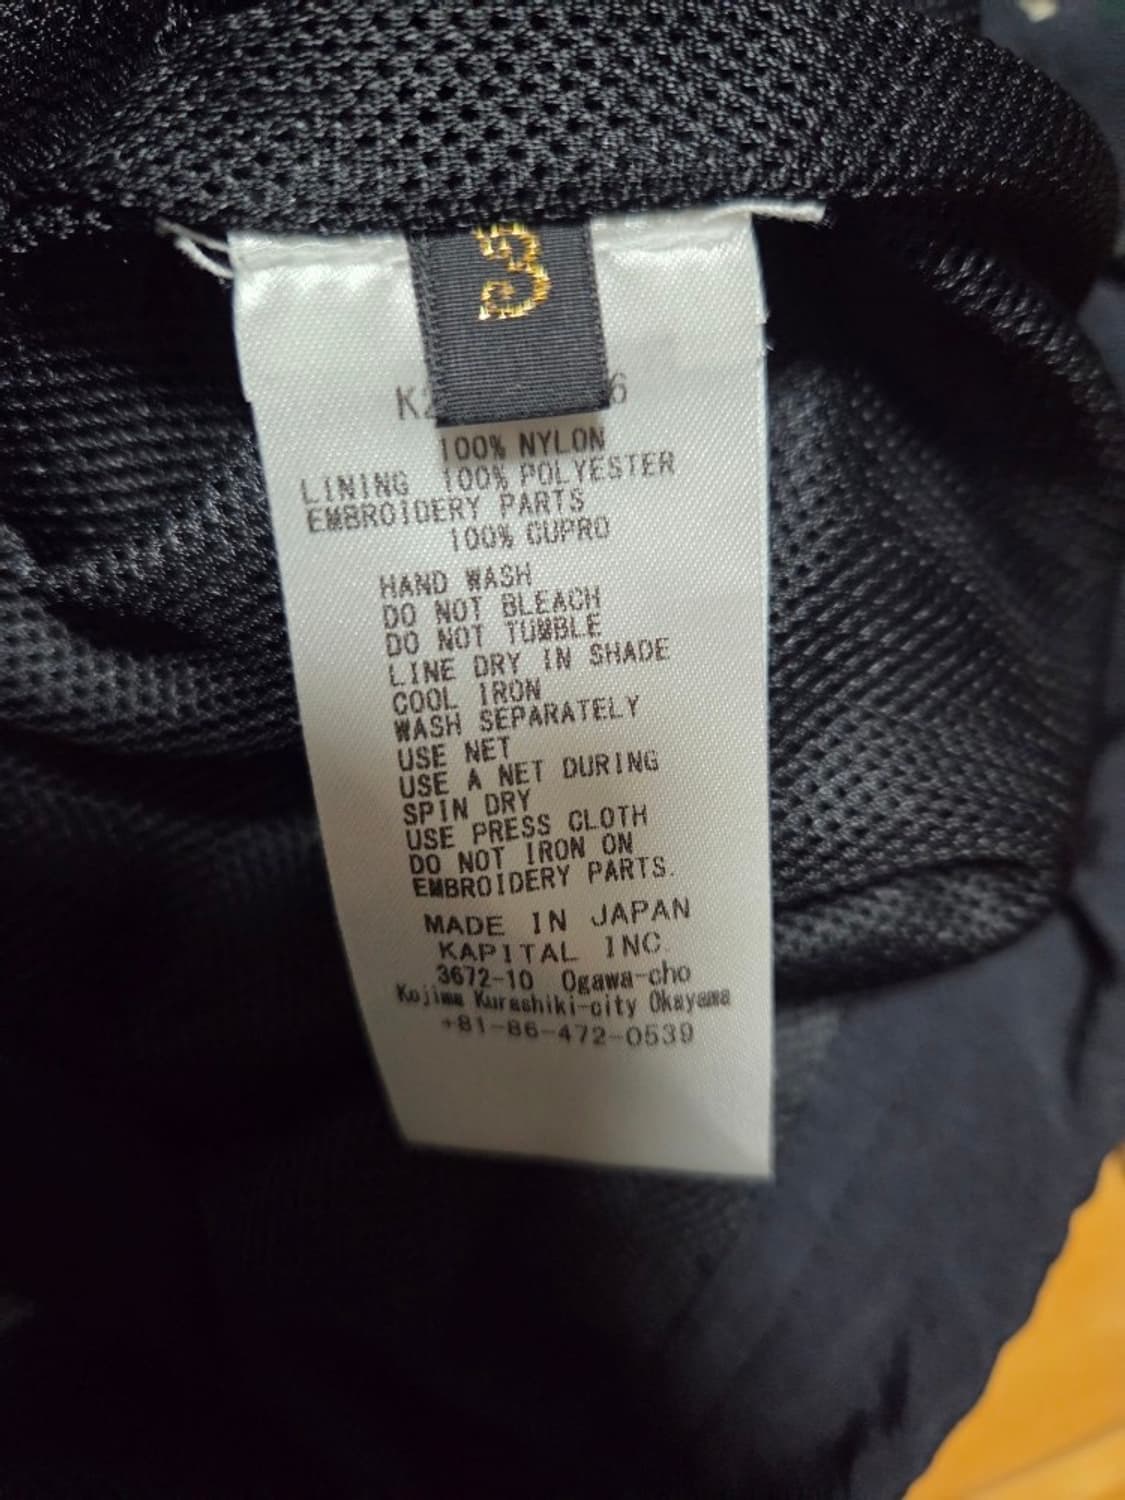 3
100% NYLON
LINING 100% POLYESTER
EMBROIDERY PARTS
100% CUPRO
HAND WASH
DO NOT BLEACH
DO NOT TUMBLE
LINE DRY IN SHADE
COOL IRON
WASH SEPARATELY
USE NET
USE A NET DURING
SPIN DRY
USE PRESS CLOTH
DO NOT IRON ON
EMBROIDERY PARTS.
MADE IN JAPAN
KAPITAL INC.
3672-10 Ogawa-cho
Kojima Kurashiki-city Okayama
+81-86-472-0539